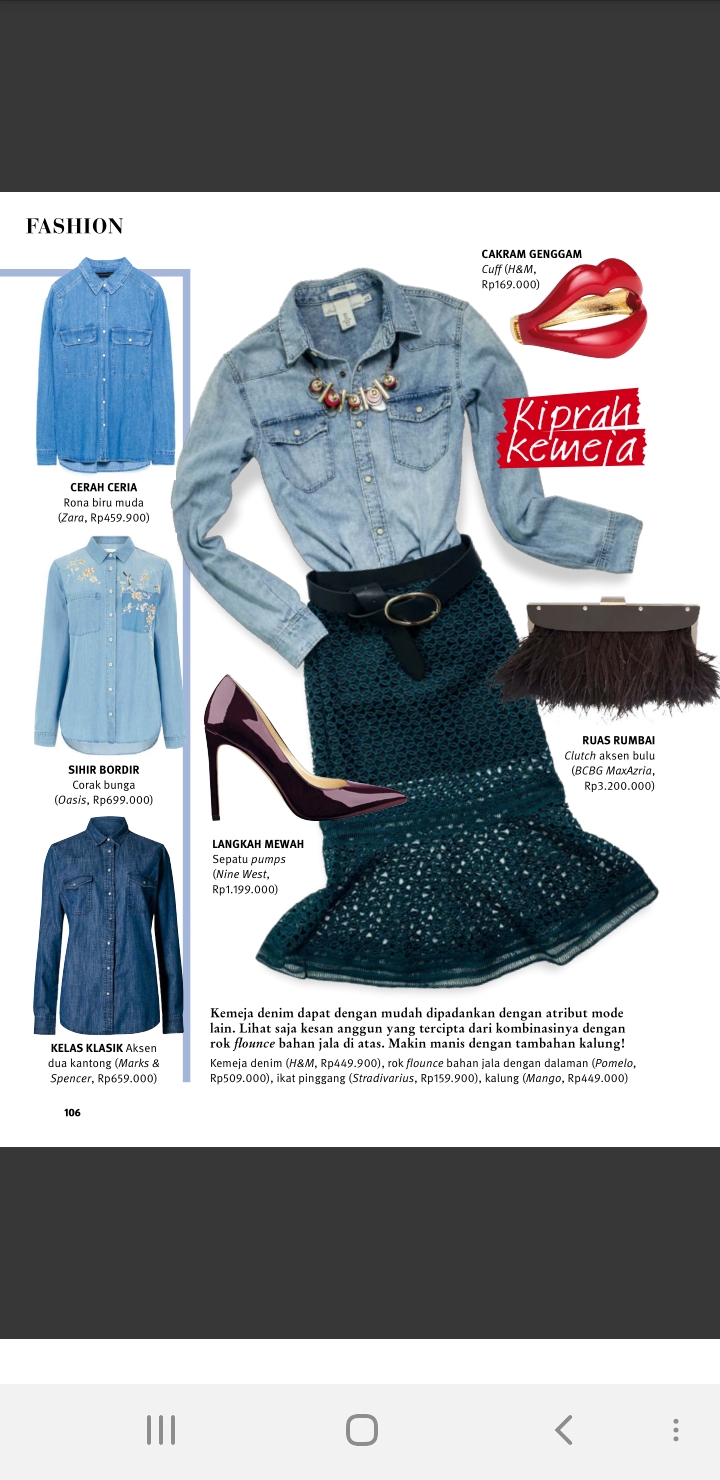 FASHION
CERAH CERIA
Rona biru muda
(Zara, Rp459.900)
SIHIR BORDIR
Corak bunga
(Oasis, Rp699.000)
KELAS KLASIK Aksen
dua kantong (Marks &
Spencer, Rp659.000)
CAKRAM GENGGAM
Cuff (H&M,
Rp169.000)
Kiprah
kemeja
RUAS RUMBAI
Clutch aksen bulu
(BCBG MaxAzria,
Rp3.200.000)
LANGKAH MEWAH
Sepatu pumps
(Nine West,
Rp1.199.000)
Kemeja denim dapat dengan mudah dipadankan dengan atribut mode
lain. Lihat saja kesan anggun yang tercipta dari kombinasinya dengan
rok flounce bahan jala di atas. Makin manis dengan tambahan kalung!
Kemeja denim (H&M, Rp449.900), rok flounce bahan jala dengan dalaman (Pomelo,
Rp509.000), ikat pinggang (Stradivarius, Rp159.900), kalung (Mango, Rp449.000)
106